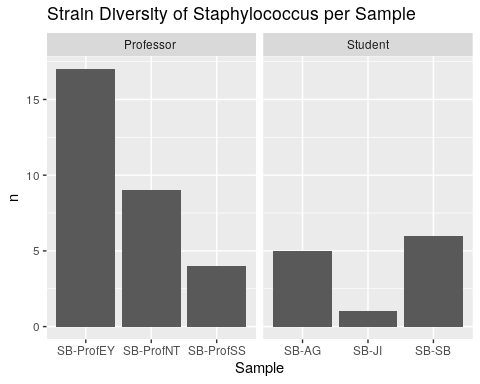 Strain Diversity of Staphylococcus per Sample
Professor
Student
15
10
5
0
n
SB-ProfEY
SB-ProfNT
SB-ProfSS
SB-AG
SB-JI
SB-SB
Sample